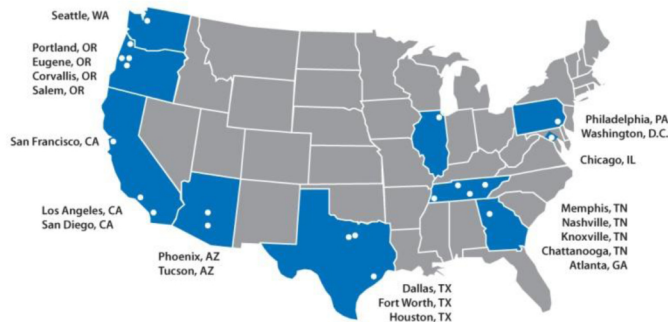 Seattle, WA
Portland, OR
Eugene, OR
Corvallis, OR
Salem, OR
San Francisco, CA
Los Angeles, CA
San Diego, CA
Phoenix, AZ
Tucson, AZ
Dallas, TX
Fort Worth, TX
Houston, TX
Philadelphia, PA
Washington, D.C.
Chicago, IL
Memphis, TN
Nashville, TN
Knoxville, TN
Chattanooga, TN
Atlanta, GA